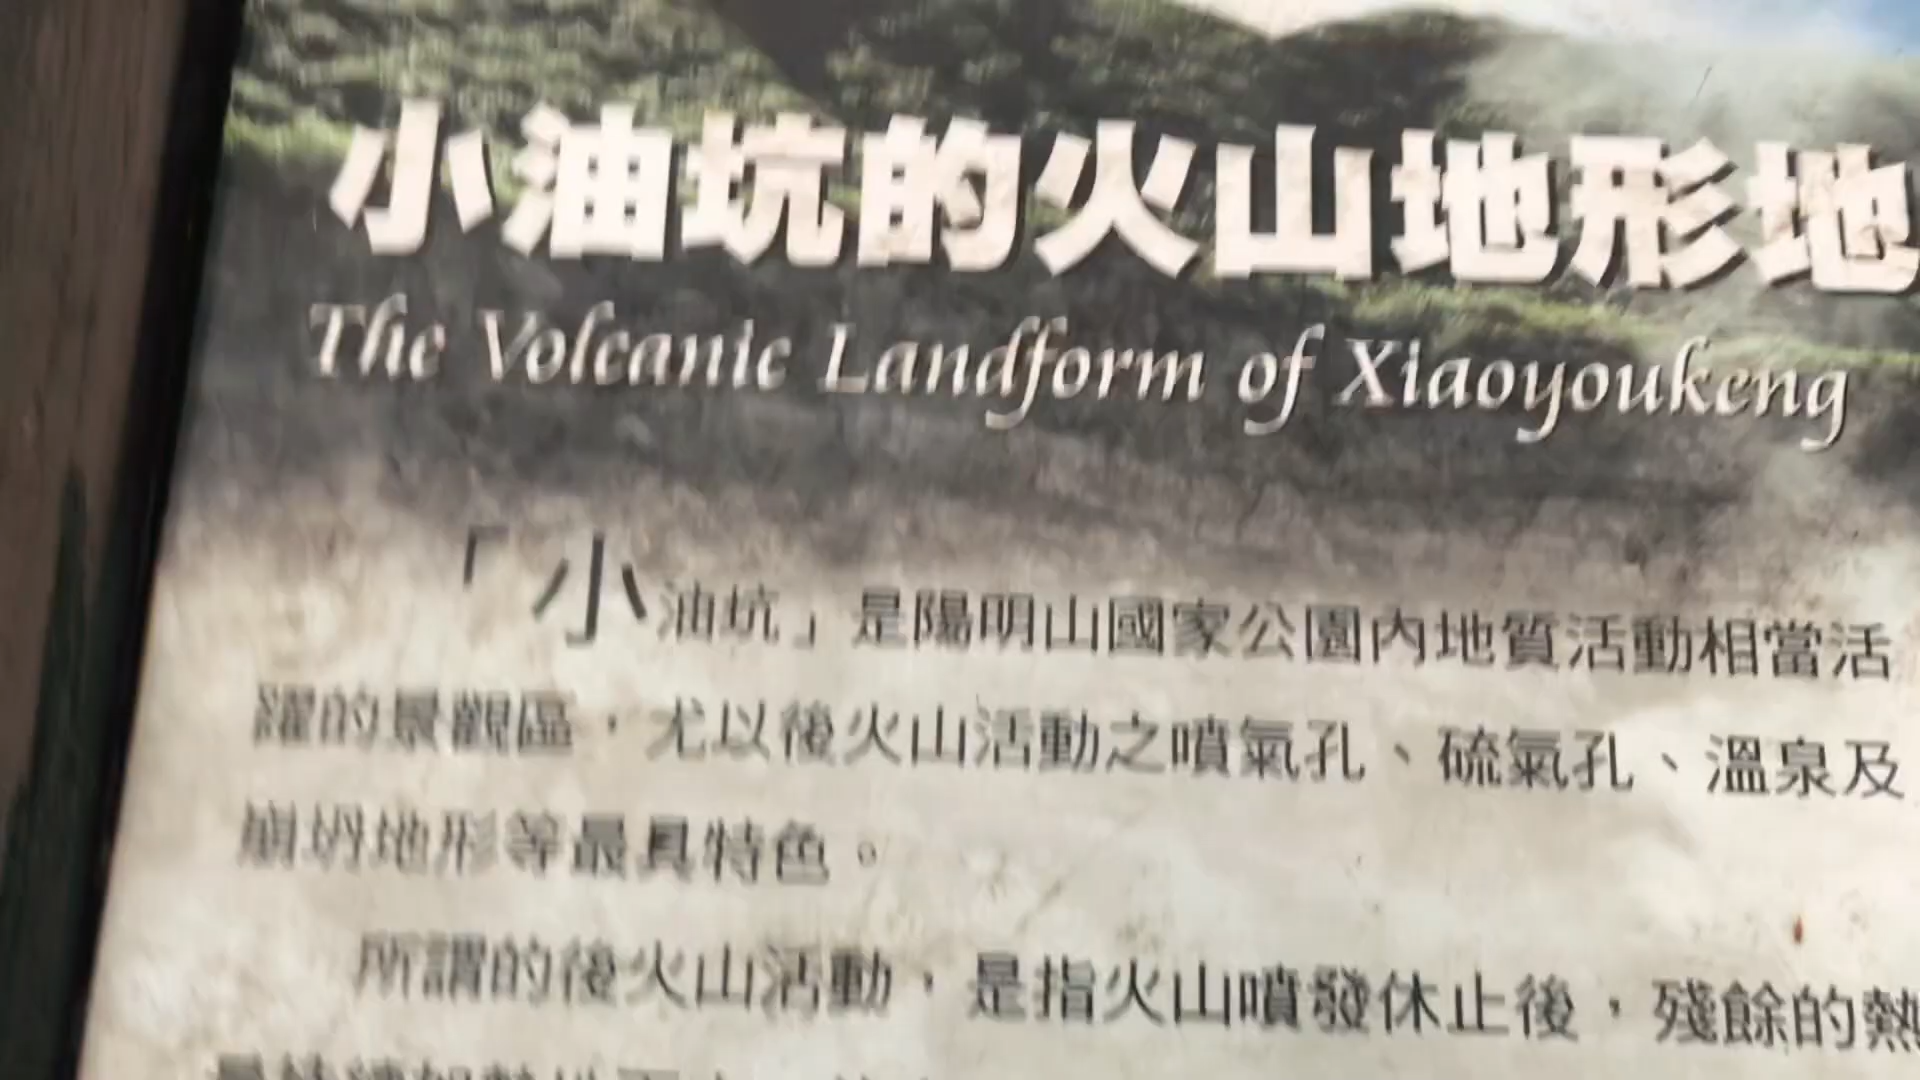 小油坑的火山地形地
The Volcanic Landform of Xiaoyoukeng
「小油坑」是陽明山國家公園內地質活動相當活
躍的景觀區，尤以後火山活動之噴氣孔、硫氣孔、溫泉及
崩坍地形等最具特色。
所謂的後火山活動，是指火山噴發休止後，殘餘的熱